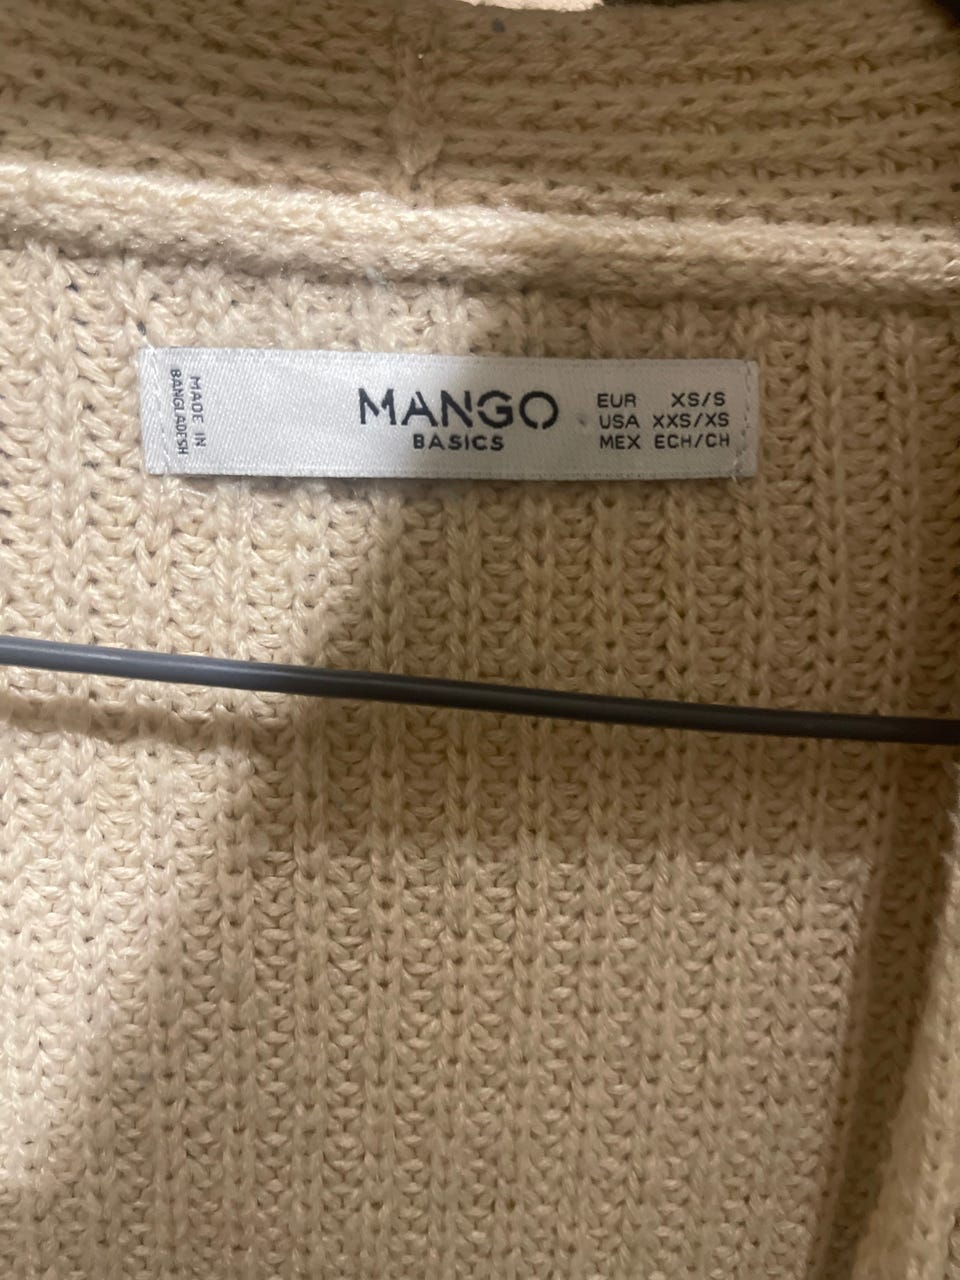 MADE IN
BANGLADESH
MANGO
BASICS
EUR XS/S
USA XXS/XS
MEX ECH/CH